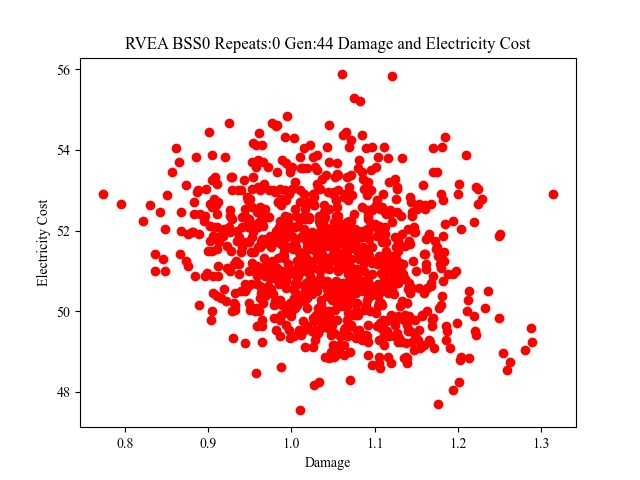 RVEA BSS0 Repeats:0 Gen:44 Damage and Electricity Cost
56
54
52
50
48
Electricity Cost
0.8 0.9 1.0 1.1 1.2 1.3
Damage